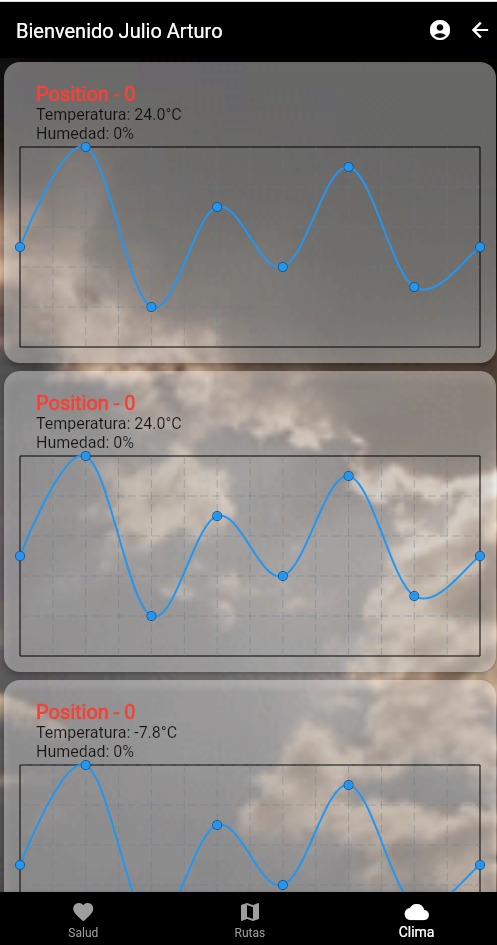 Bienvenido Julio Arturo
Position - 0
Temperatura: 24.0°C
Humedad: 0%
Position - 0
Temperatura: 24.0°C
Humedad: 0%
Position - 0
Temperatura: -7.8°C
Humedad: 0%
Salud
Rutas
Clima